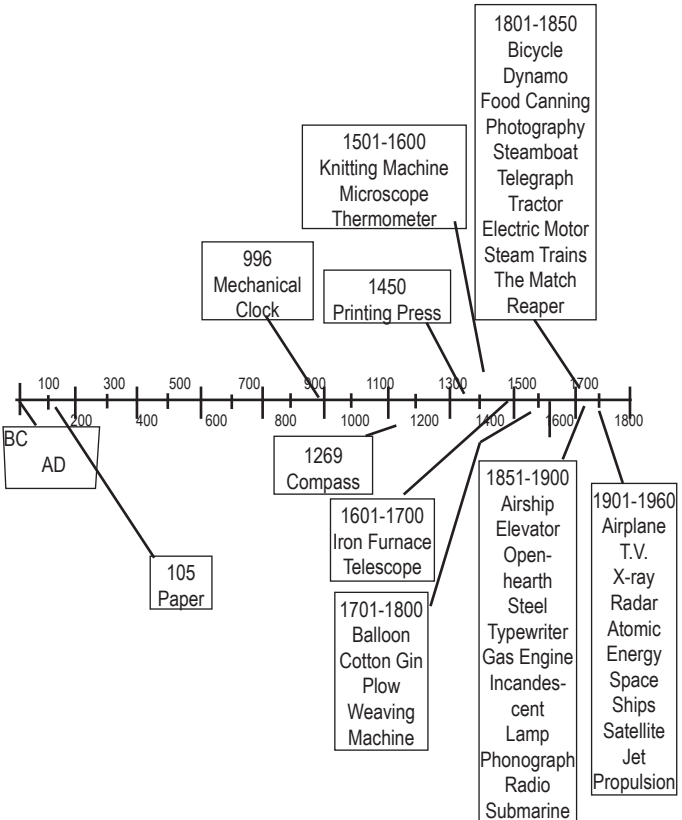 1801-1850
Bicycle
Dynamo
Food Canning
Photography
Steamboat
Telegraph
Tractor
Electric Motor
Steam Trains
The Match
Reaper
1501-1600
Knitting Machine
Microscope
Thermometer
996
Mechanical
Clock
1450
Printing Press
100 300 500 700 900 1100 1300 1500 1700
200 400 600 800 1000 1200 1400 1600 1800
BC
AD
1269
Compass
105
Paper
1601-1700
Iron Furnace
Telescope
1701-1800
Balloon
Cotton Gin
Plow
Weaving
Machine
1851-1900
Airship
Elevator
Open-
hearth
Steel
Typewriter
Gas Engine
Incandes-
cent
Lamp
Phonograph
Radio
Submarine
1901-1960
Airplane
T.V.
X-ray
Radar
Atomic
Energy
Space
Ships
Satellite
Jet
Propulsion